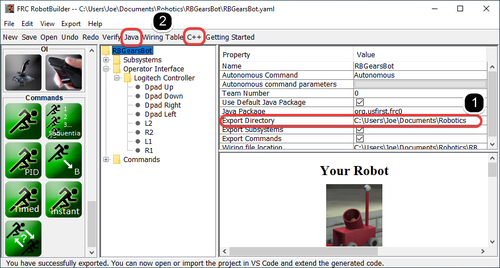 FRC RobotBuilder -- C:\Users\Joe\Documents\Robotics\RBGearsBot\RBGearsBot.yaml
File Edit View Export Help
2
New Save Open Undo Redo Verify Java Wiring Table C++ Getting Started
OI
Commands
Sequential
PID
B
Timed
Instant
RBGearsBot
Subsystems
Operator Interface
Logitech Controller
Dpad Up
Dpad Down
Dpad Right
Dpad Left
L2
R2
L1
R1
Commands
Property Value
Name RBGearsBot
Autonomous Command Autonomous
Autonomous command parameters
Team Number 0
Use Default Java Package
Java Package org.usfirst.frc0
1
Export Directory C:\Users\Joe\Documents\Robotics
Export Subsystems
Export Commands
Wiring file location C:\Users\Joe\Documents\Robotics\RB
Your Robot
You have successfully exported. You can now open or import the project in VS Code and extend the generated code.